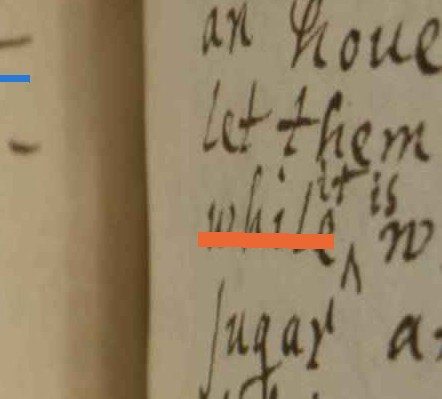 an houe
let them
it is
while ^ w
sugar a